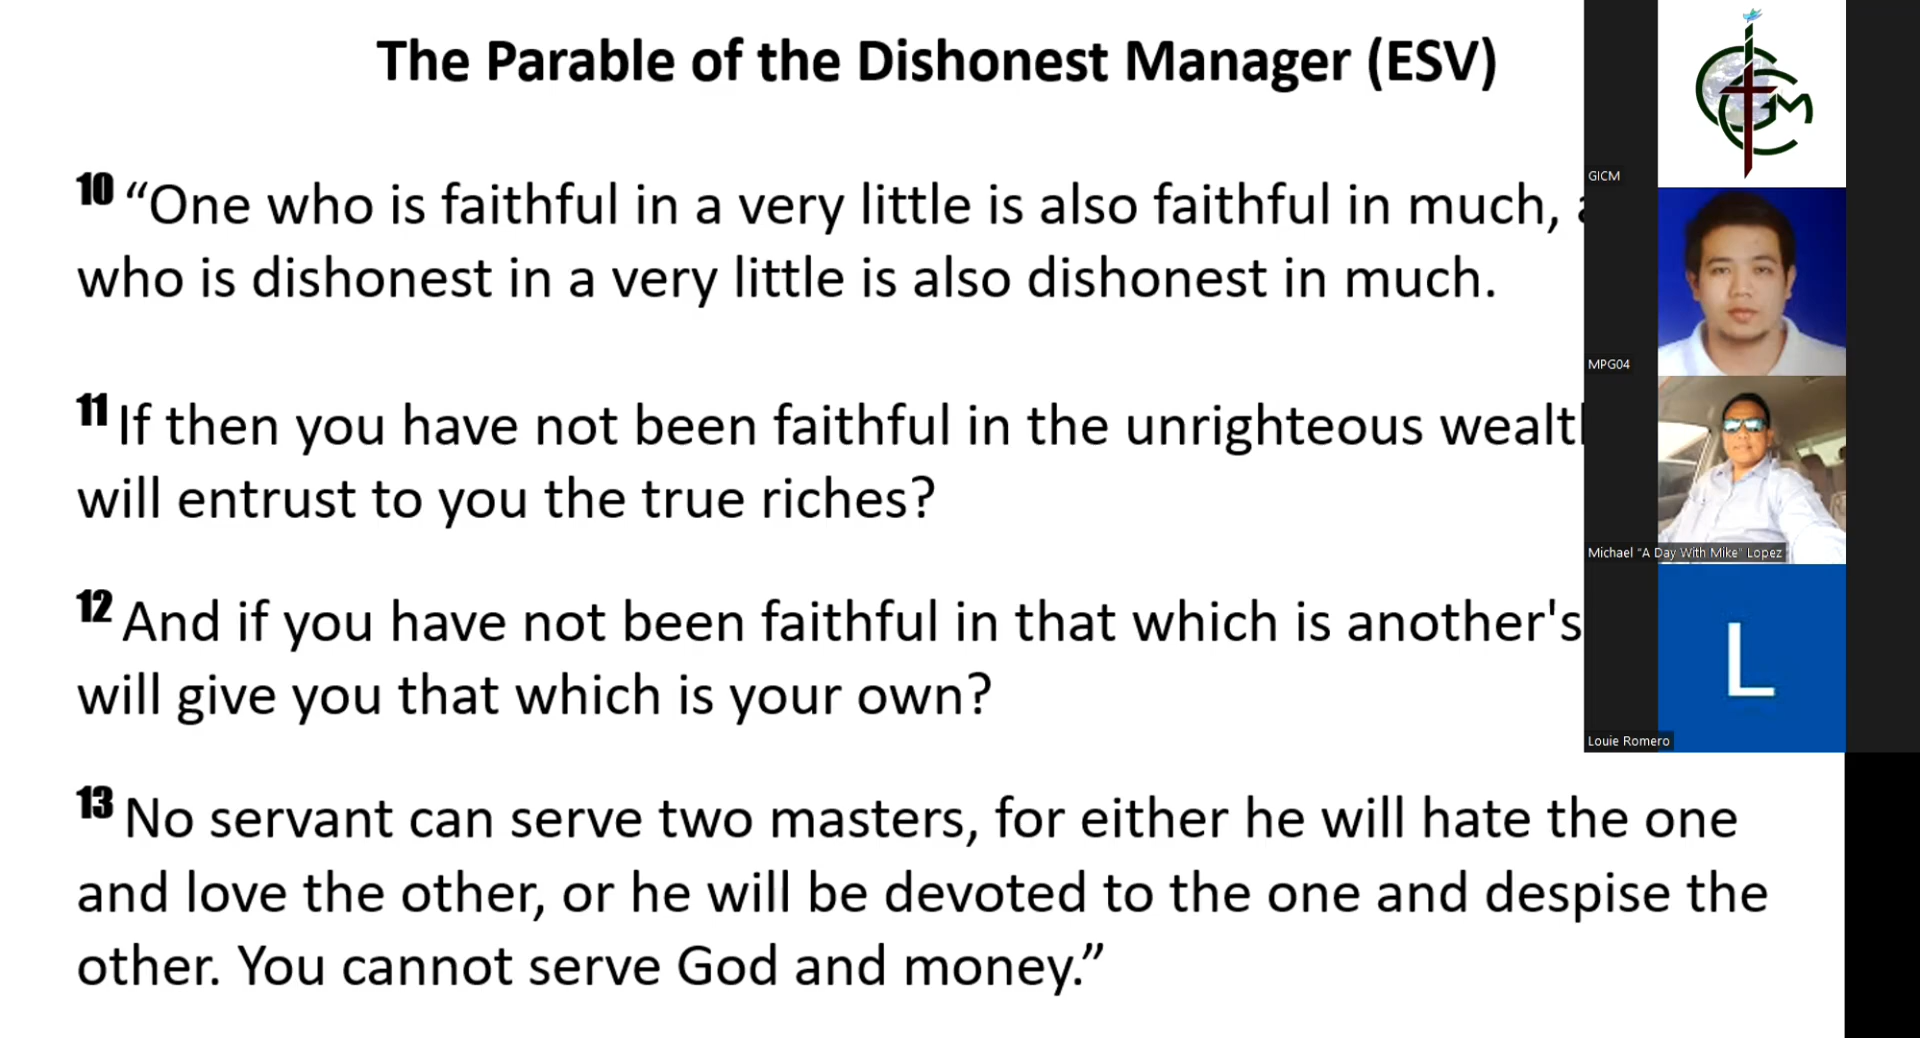 The Parable of the Dishonest Manager (ESV)
10 “One who is faithful in a very little is also faithful in much,
who is dishonest in a very little is also dishonest in much.
11 If then you have not been faithful in the unrighteous
will entrust to you the true riches?
12 And if you have not been faithful in that which is another's
will give you that which is your own?
13 No servant can serve two masters, for either he will hate the one
and love the other, or he will be devoted to the one and despise the
other. You cannot serve God and money.”
GICM
MPG04
Michael "A Day With Mike" Lopez
L
Louie Romero